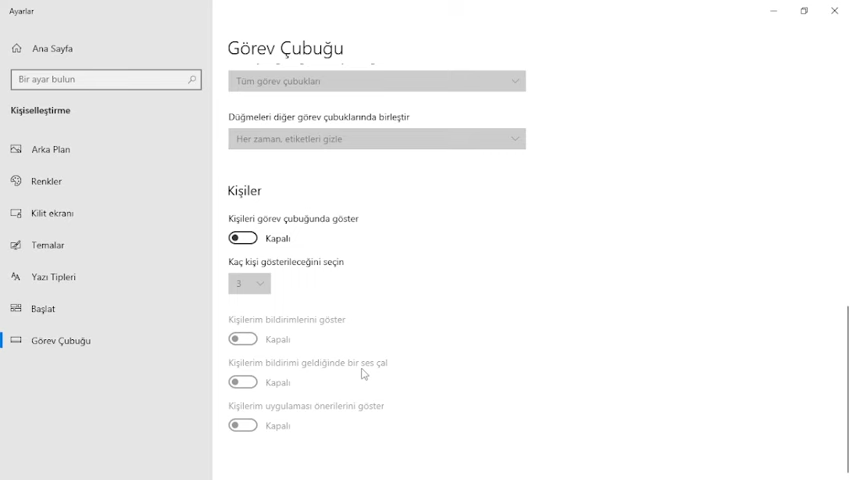 Ayarlar
Ana Sayfa
Bir ayar bulun
Kişiselleştirme
Arka Plan
Renkler
Kilit ekranı
Temalar
Yazı Tipleri
Başlat
Görev Çubuğu
Görev Çubuğu
Tüm görev çubukları
Düğmeleri diğer görev çubuklarında birleştir
Her zaman, etiketleri gizle
Kişiler
Kişileri görev çubuğunda göster
Kapalı
Kaç kişi gösterileceğini seçin
3
Kişilerim bildirimlerini göster
Kapalı
Kişilerim bildirimi geldiğinde bir ses çal
Kapalı
Kişilerim uygulaması önerilerini göster
Kapalı